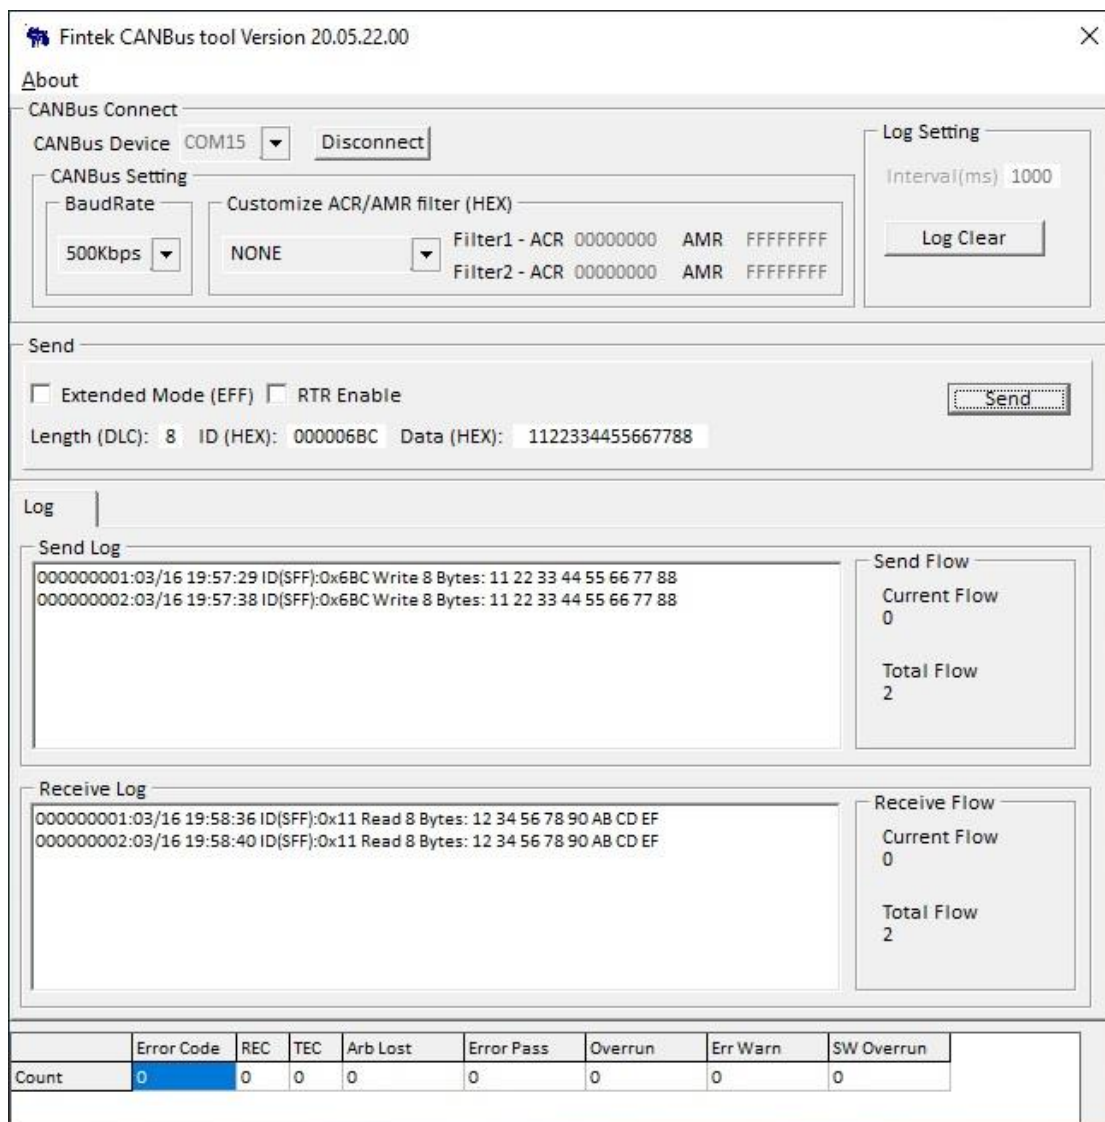 Fintek CANBus tool Version 20.05.22.00
About
CANBus Connect
CANBus Device COM15 Disconnect
Log Setting
Interval(ms) 1000
Log Clear
CANBus Setting
BaudRate
500Kbps
Customize ACR/AMR filter (HEX)
NONE
Filter1 - ACR 00000000 AMR FFFFFFFF
Filter2 - ACR 00000000 AMR FFFFFFFF
Send
Extended Mode (EFF) RTR Enable
Send
Length (DLC): 8 ID (HEX): 000006BC Data (HEX): 1122334455667788
Log
Send Log
000000001:03/16 19:57:29 ID(SFF):0x6BC Write 8 Bytes: 11 22 33 44 55 66 77 88
000000002:03/16 19:57:38 ID(SFF):0x6BC Write 8 Bytes: 11 22 33 44 55 66 77 88
Send Flow
Current Flow
0
Total Flow
2
Receive Log
000000001:03/16 19:58:36 ID(SFF):0x11 Read 8 Bytes: 12 34 56 78 90 AB CD EF
000000002:03/16 19:58:40 ID(SFF):0x11 Read 8 Bytes: 12 34 56 78 90 AB CD EF
Receive Flow
Current Flow
0
Total Flow
2
Error Code REC TEC Arb Lost Error Pass Overrun Err Warn SW Overrun
Count 0 0 0 0 0 0 0 0